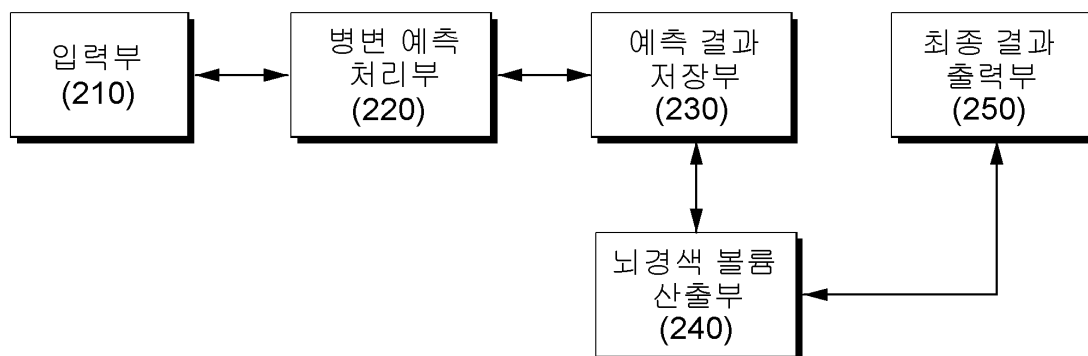 입력부
(210)
병변 예측
처리부
(220)
예측 결과
저장부
(230)
최종 결과
출력부
(250)
뇌경색 볼륨
산출부
(240)